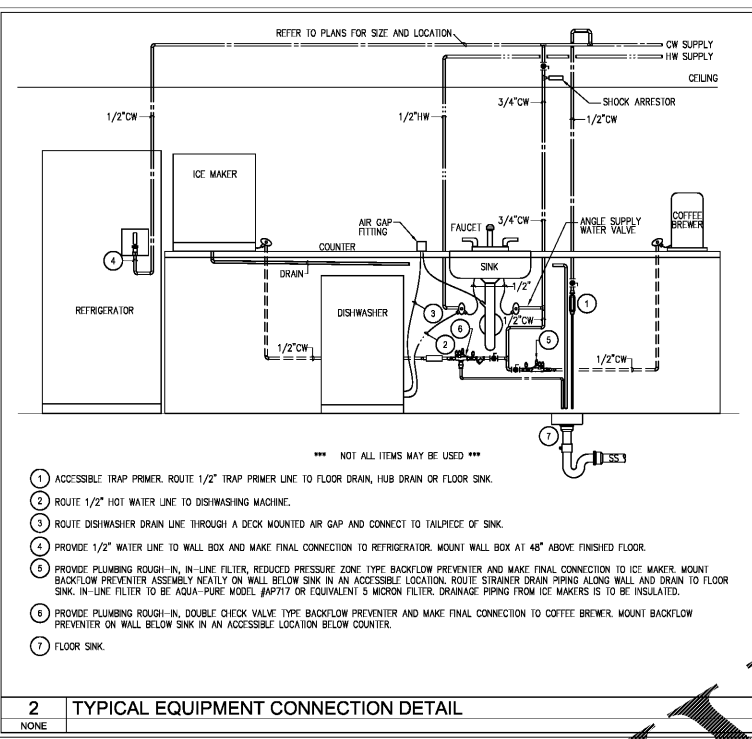 REFER TO PLANS FOR SIZE AND LOCATION
CW SUPPLY
HW SUPPLY
CEILING
3/4"CW
SHOCK ARRESTOR
1/2"CW
1/2"HW
1/2"CW
ICE MAKER
AIR GAP
FITTING
FAUCET
3/4"CW
ANGLE SUPPLY
WATER VALVE
COFFEE
BREWER
COUNTER
4
DRAIN
SINK
1/2"
REFRIGERATOR
DISHWASHER
3
1/2"CW
1
6
2
5
1/2"CW
1/2"CW
7
SS
*** NOT ALL ITEMS MAY BE USED ***
1 ACCESSIBLE TRAP PRIMER. ROUTE 1/2" TRAP PRIMER LINE TO FLOOR DRAIN, HUB DRAIN OR FLOOR SINK.
2 ROUTE 1/2" HOT WATER LINE TO DISHWASHING MACHINE.
3 ROUTE DISHWASHER DRAIN LINE THROUGH A DECK MOUNTED AIR GAP AND CONNECT TO TAILPIECE OF SINK.
4 PROVIDE 1/2" WATER LINE TO WALL BOX AND MAKE FINAL CONNECTION TO REFRIGERATOR. MOUNT WALL BOX AT 48" ABOVE FINISHED FLOOR.
5 PROVIDE PLUMBING ROUGH-IN, IN-LINE FILTER, REDUCED PRESSURE ZONE TYPE BACKFLOW PREVENTER AND MAKE FINAL CONNECTION TO ICE MAKER. MOUNT
BACKFLOW PREVENTER ASSEMBLY NEATLY ON WALL BELOW SINK IN AN ACCESSIBLE LOCATION. ROUTE STRAINER DRAIN PIPING ALONG WALL AND DRAIN TO FLOOR
SINK. IN-LINE FILTER TO BE AQUA-PURE MODEL #AP717 OR EQUIVALENT 5 MICRON FILTER. DRAINAGE PIPING FROM ICE MAKERS IS TO BE INSULATED.
6 PROVIDE PLUMBING ROUGH-IN, DOUBLE CHECK VALVE TYPE BACKFLOW PREVENTER AND MAKE FINAL CONNECTION TO COFFEE BREWER. MOUNT BACKFLOW
PREVENTER ON WALL BELOW SINK IN AN ACCESSIBLE LOCATION BELOW COUNTER.
7 FLOOR SINK.
2 TYPICAL EQUIPMENT CONNECTION DETAIL
NONE